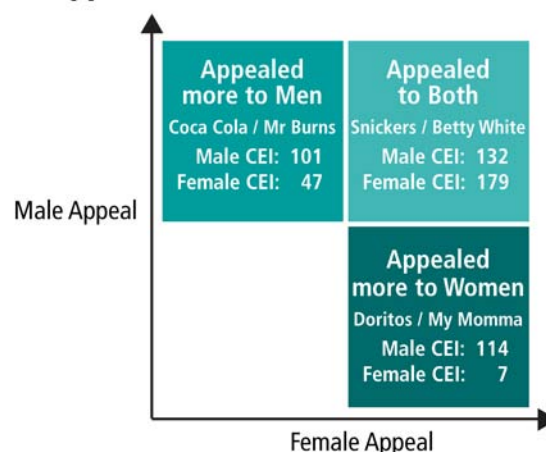 Appealed
more to Men
Coca Cola / Mr Burns
Male CEI: 101
Female CEI: 47
Appealed
to Both
Snickers / Betty White
Male CEI: 132
Female CEI: 179
Male Appeal
Appealed
more to Women
Doritos / My Momma
Male CEI: 114
Female CEI: 7
Female Appeal